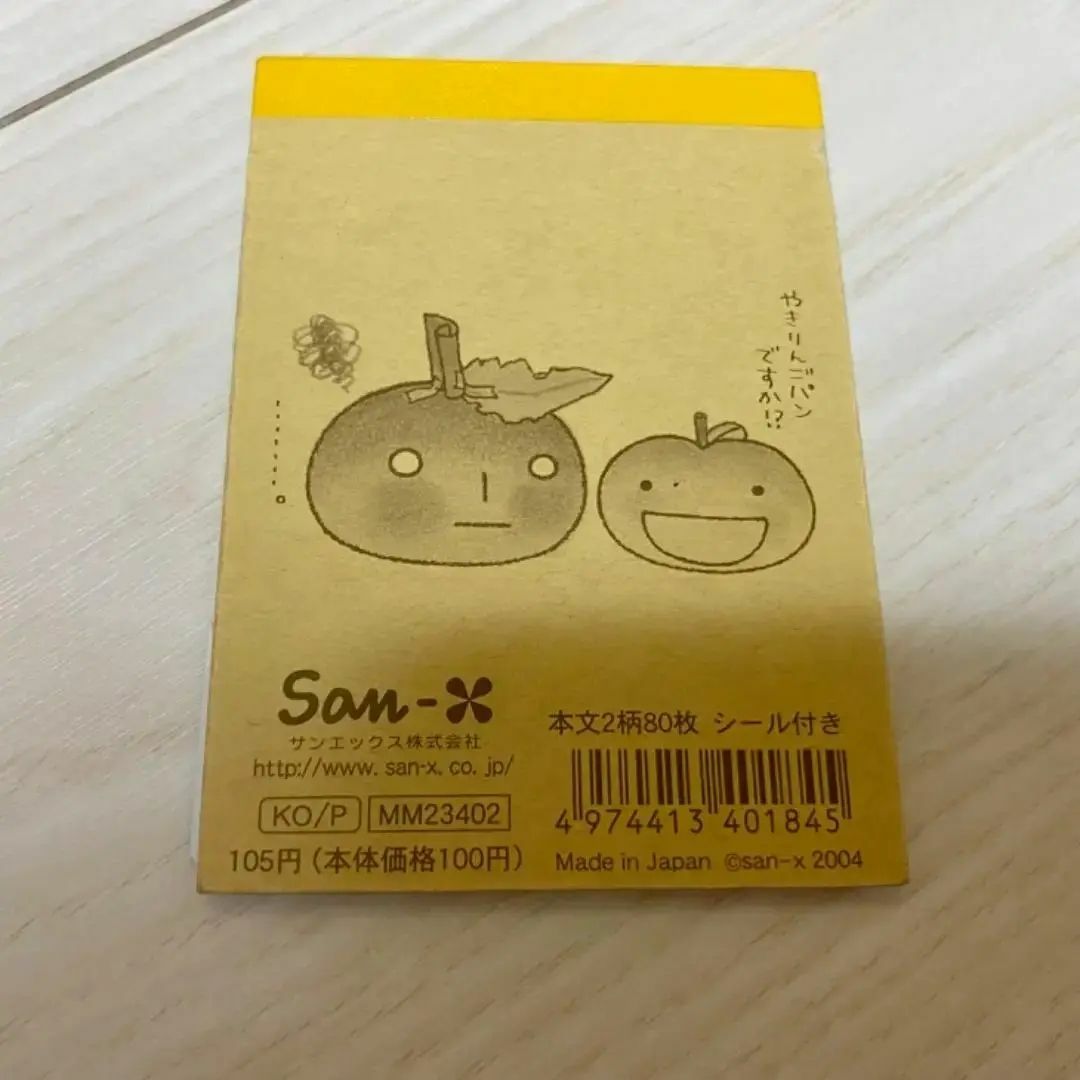 やきりんごパン
ですか!?
・・・・・・・。
San-X
サンエックス株式会社
http://www.san-x.co.jp/
KO/P MM23402
105円(本体価格100円)
本文2柄80枚 シール付き
4 974413 401845
Made in Japan ©san-x 2004